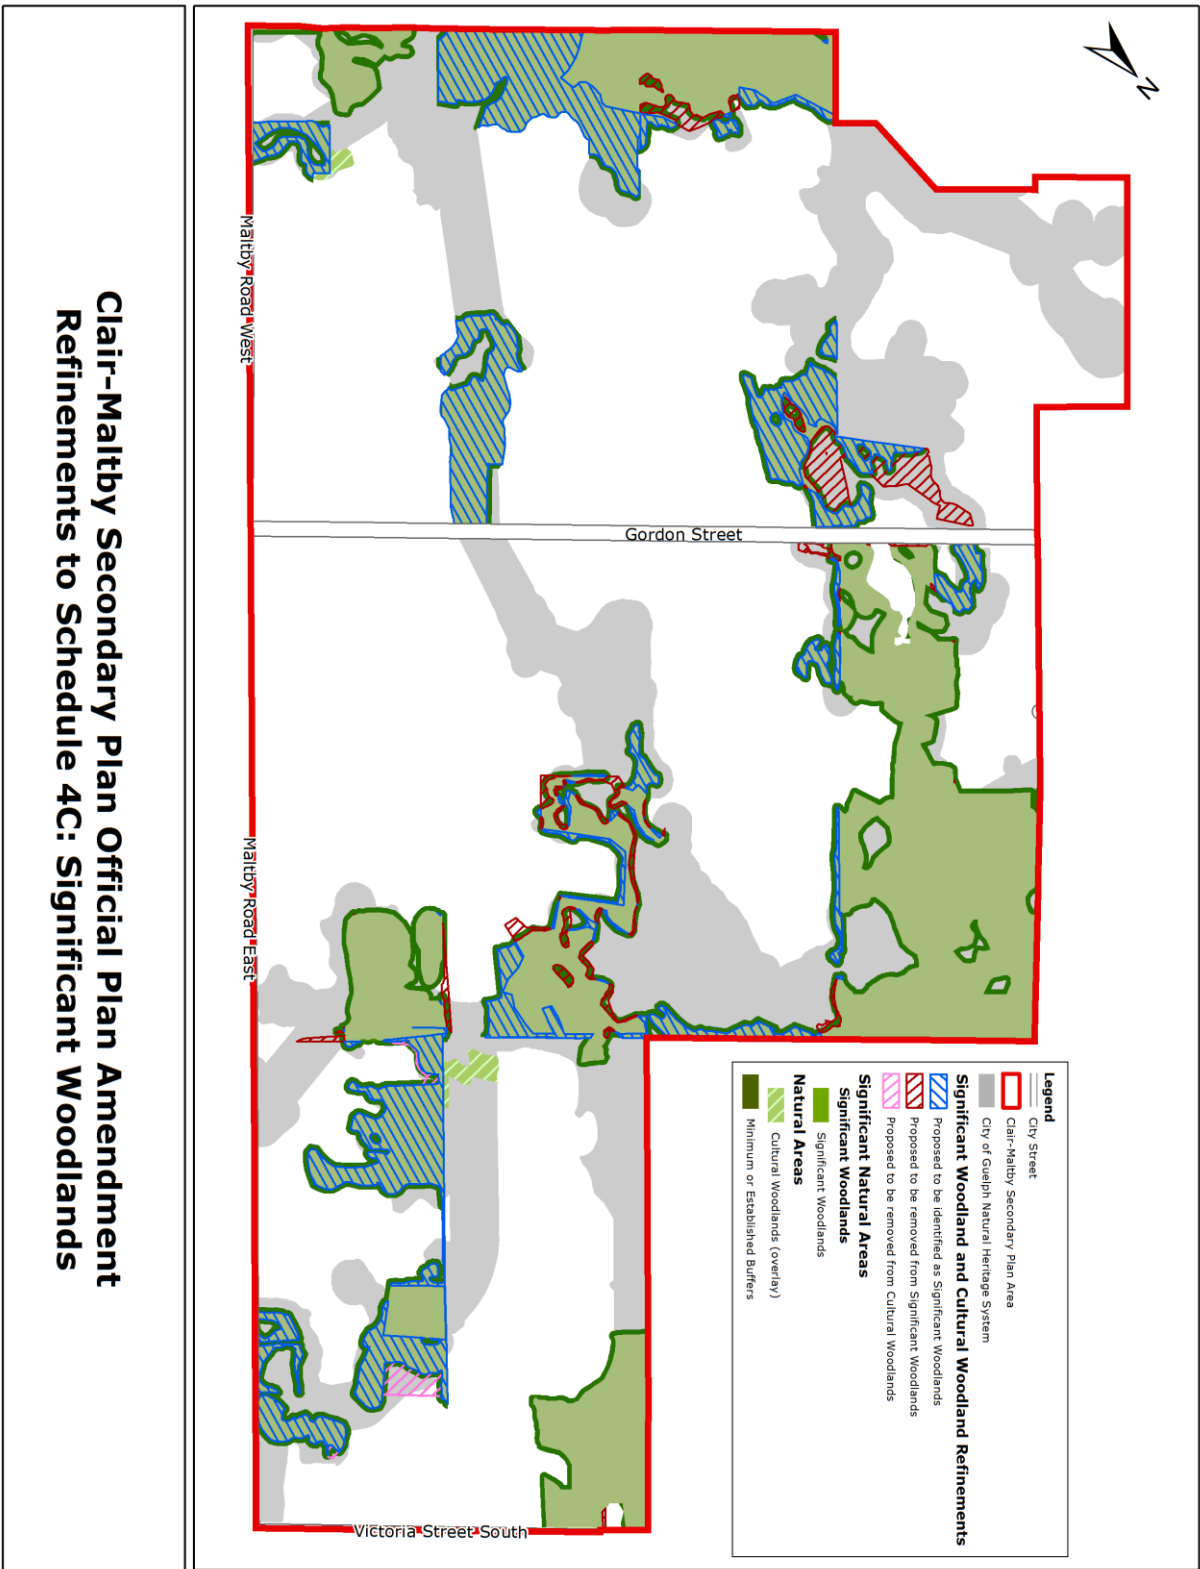 Clair-Maltby Secondary Plan Official Plan Amendment
Refinements to Schedule 4C: Significant Woodlands
N
Maltby Road West
Gordon Street
Maltby Road East
Victoria Street South
Legend
City Street
Clair-Maltby Secondary Plan Area
City of Guelph Natural Heritage System
Significant Woodland and Cultural Woodland Refinements
Proposed to be identified as Significant Woodlands
Proposed to be removed from Significant Woodlands
Proposed to be removed from Cultural Woodlands
Significant Natural Areas
Significant Woodlands
Significant Woodlands
Natural Areas
Cultural Woodlands (overlay)
Minimum or Established Buffers